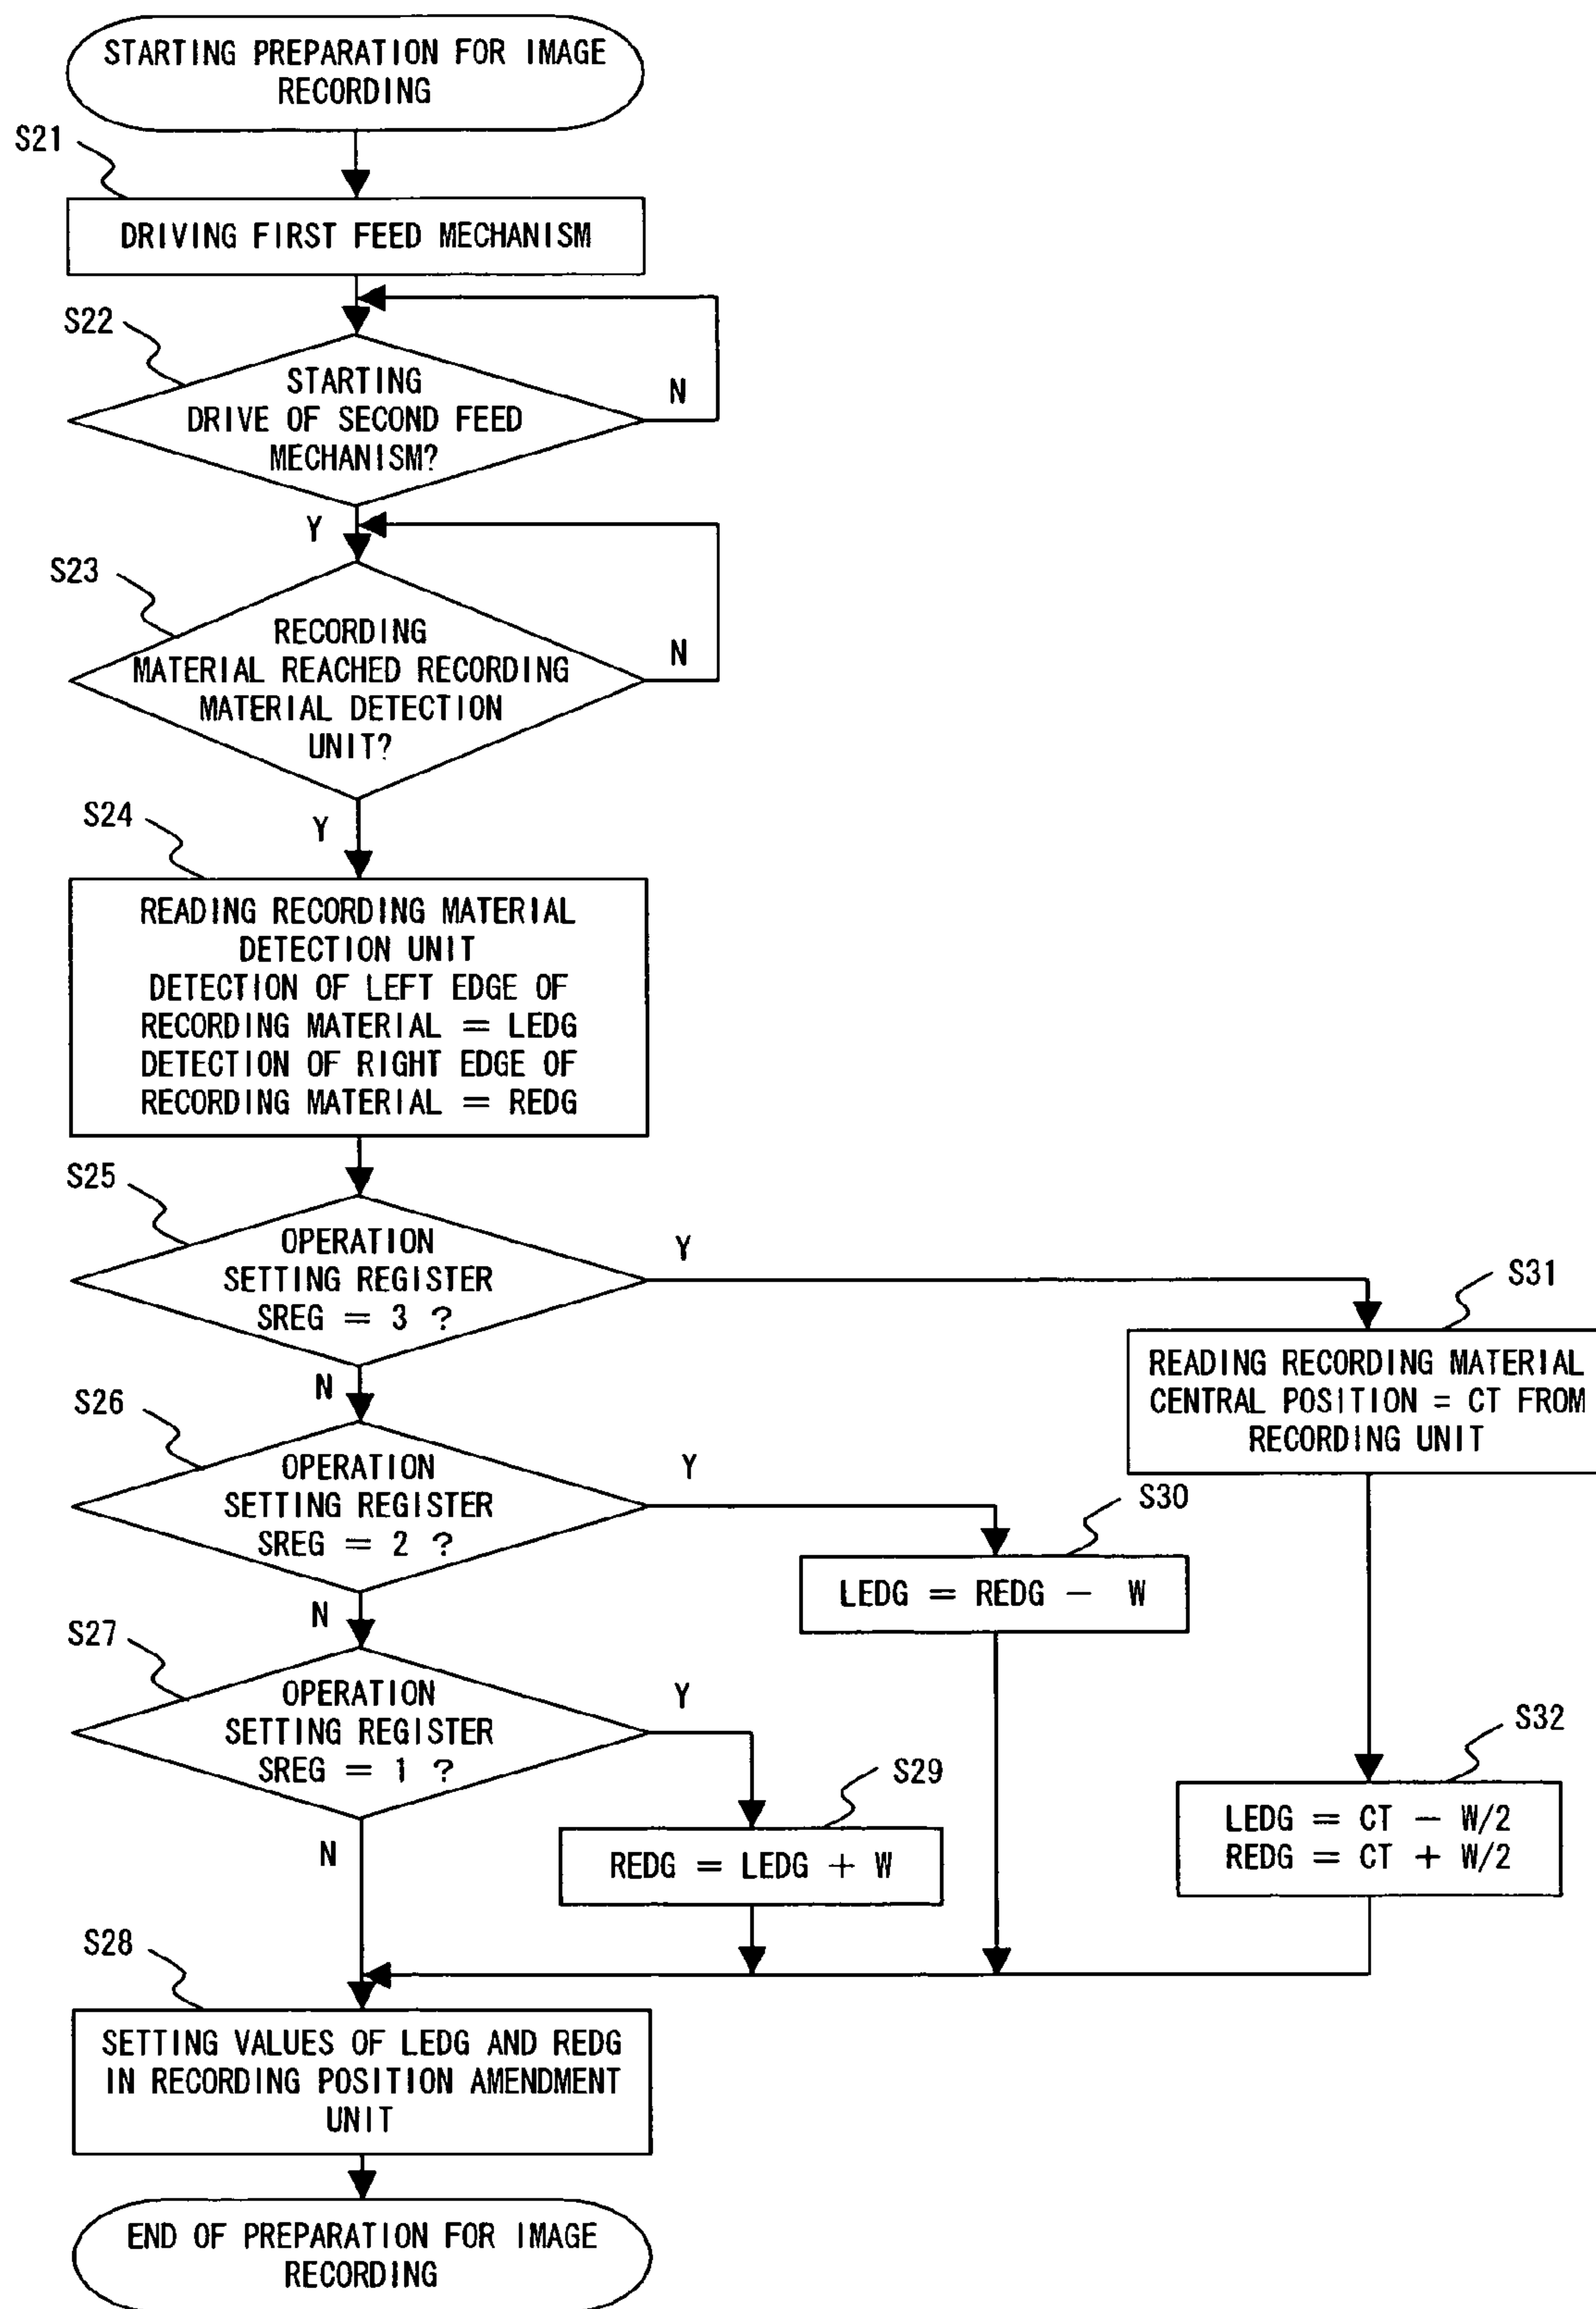 STARTING PREPARATION FOR IMAGE
RECORDING
S21
DRIVING FIRST FEED MECHANISM
S22
STARTING
DRIVE OF SECOND FEED
MECHANISM?
N
Y
S23
RECORDING
MATERIAL REACHED RECORDING
MATERIAL DETECTION
UNIT?
N
Y
S24
READING RECORDING MATERIAL
DETECTION UNIT
DETECTION OF LEFT EDGE OF
RECORDING MATERIAL = LEDG
DETECTION OF RIGHT EDGE OF
RECORDING MATERIAL = REDG
S25
OPERATION
SETTING REGISTER
SREG = 3 ?
Y
N
S31
READING RECORDING MATERIAL
CENTRAL POSITION = CT FROM
RECORDING UNIT
S26
OPERATION
SETTING REGISTER
SREG = 2 ?
Y
N
S30
LEDG = REDG - W
S27
OPERATION
SETTING REGISTER
SREG = 1 ?
Y
N
S29
REDG = LEDG + W
S32
LEDG = CT - W/2
REDG = CT + W/2
S28
SETTING VALUES OF LEDG AND REDG
IN RECORDING POSITION AMENDMENT
UNIT
END OF PREPARATION FOR IMAGE
RECORDING